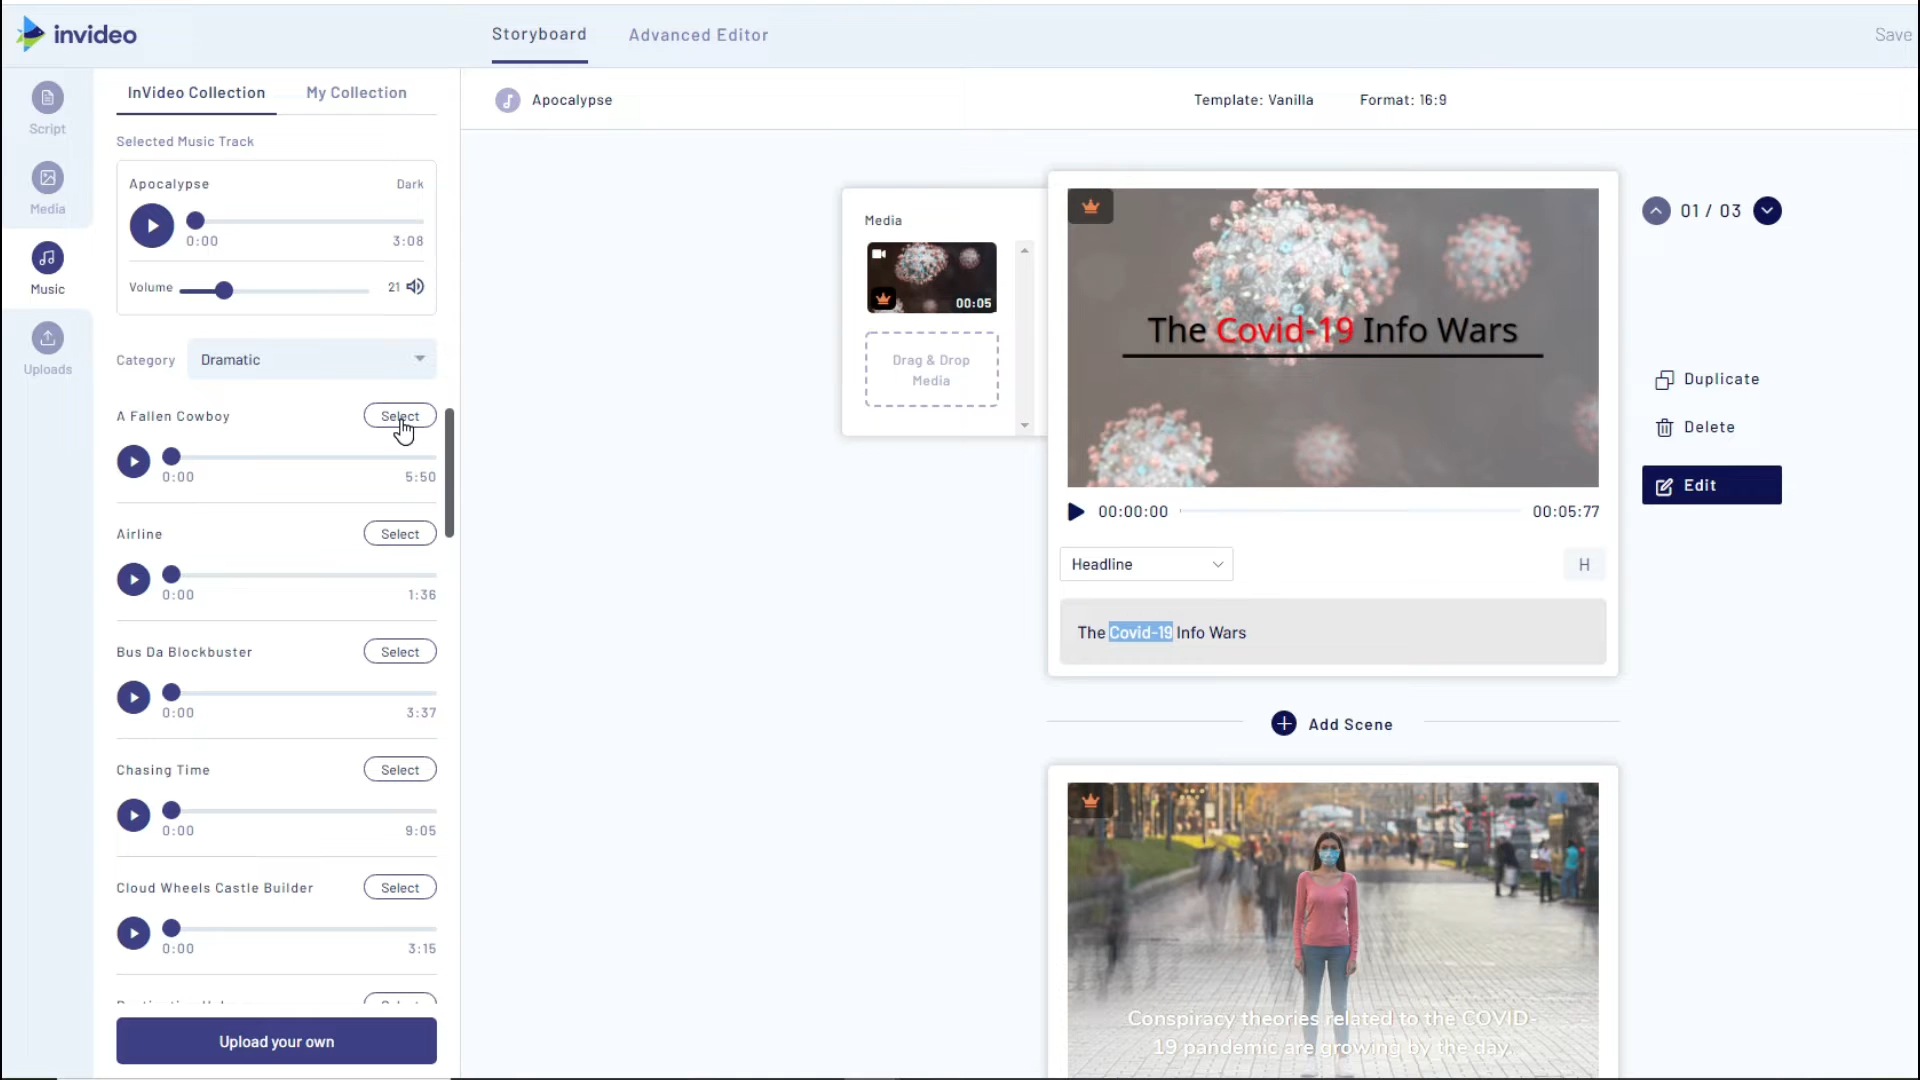 invideo
Storyboard
Advanced Editor
Save
Script
Media
Music
Uploads
InVideo Collection
My Collection
Selected Music Track
Apocalypse
Dark
0:00
3:08
Volume
21
Category
Dramatic
A Fallen Cowboy
Select
0:00
5:50
Airline
Select
0:00
1:36
Bus Da Blockbuster
Select
0:00
3:37
Chasing Time
Select
0:00
9:05
Cloud Wheels Castle Builder
Select
0:00
3:15
Upload your own
Apocalypse
Template: Vanilla
Format: 16:9
Media
00:05
Drag & Drop
Media
The Covid-19 Info Wars
01 / 03
Duplicate
Delete
Edit
00:00:00
00:05:77
Headline
H
The Covid-19 Info Wars
Add Scene
Conspiracy theories related to the COVID-
19 pandemic are growing by the day.